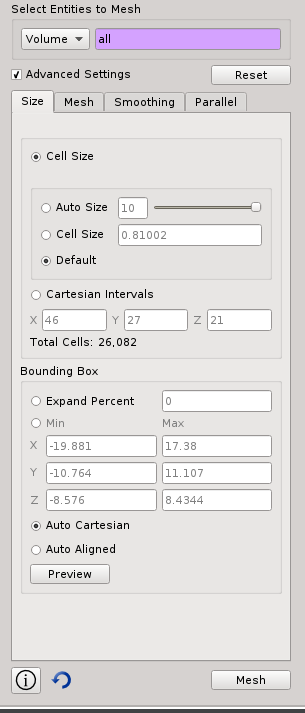 Select Entities to Mesh
Volume all
Advanced Settings Reset
Size Mesh Smoothing Parallel
Cell Size
Auto Size 10
Cell Size 0.81002
Default
Cartesian Intervals
X 46 Y 27 Z 21
Total Cells: 26,082
Bounding Box
Expand Percent 0
Min Max
X -19.881 17.38
Y -10.764 11.107
Z -8.576 8.4344
Auto Cartesian
Auto Aligned
Preview
Mesh